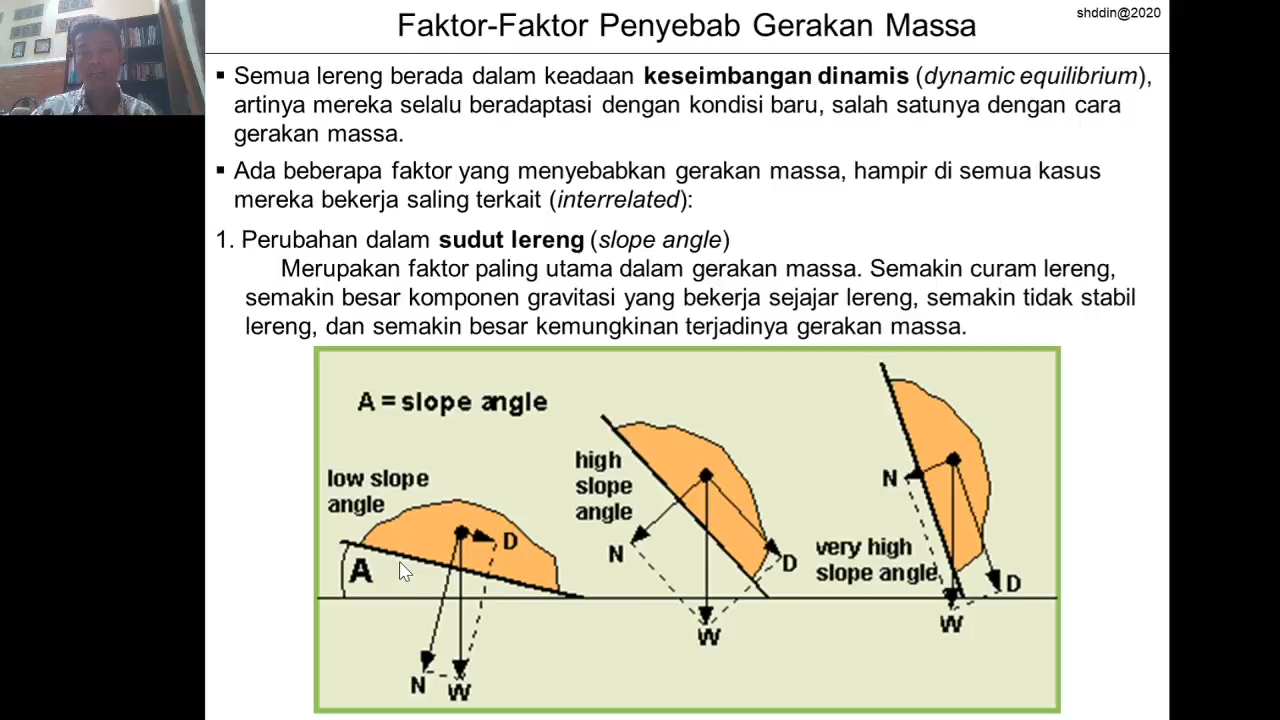 shddin@2020
Faktor-Faktor Penyebab Gerakan Massa
▪ Semua lereng berada dalam keadaan keseimbangan dinamis (dynamic equilibrium),
artinya mereka selalu beradaptasi dengan kondisi baru, salah satunya dengan cara
gerakan massa.
▪ Ada beberapa faktor yang menyebabkan gerakan massa, hampir di semua kasus
mereka bekerja saling terkait (interrelated):
1. Perubahan dalam sudut lereng (slope angle)
Merupakan faktor paling utama dalam gerakan massa. Semakin curam lereng,
semakin besar komponen gravitasi yang bekerja sejajar lereng, semakin tidak stabil
lereng, dan semakin besar kemungkinan terjadinya gerakan massa.
A = slope angle
low slope
angle
A
D
N
W
high
slope
angle
N
D
W
very high
slope angle
N
D
W